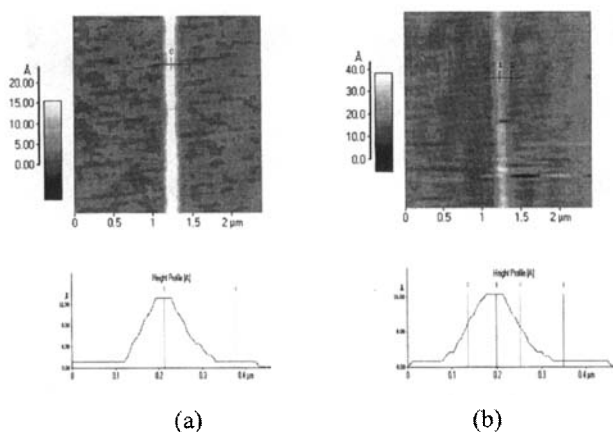 Å
20.00
15.00
10.00
5.00
0.00
0 0.5 1 1.5 2 µm
Å
40.0
30.0
20.0
10.0
0.0
0 0.5 1 1.5 2 µm
Height Profile [A]
0.1 0.2 0.3 0.4 µm
Height Profile [A]
0.1 0.2 0.3 0.4 µm
(a)
(b)